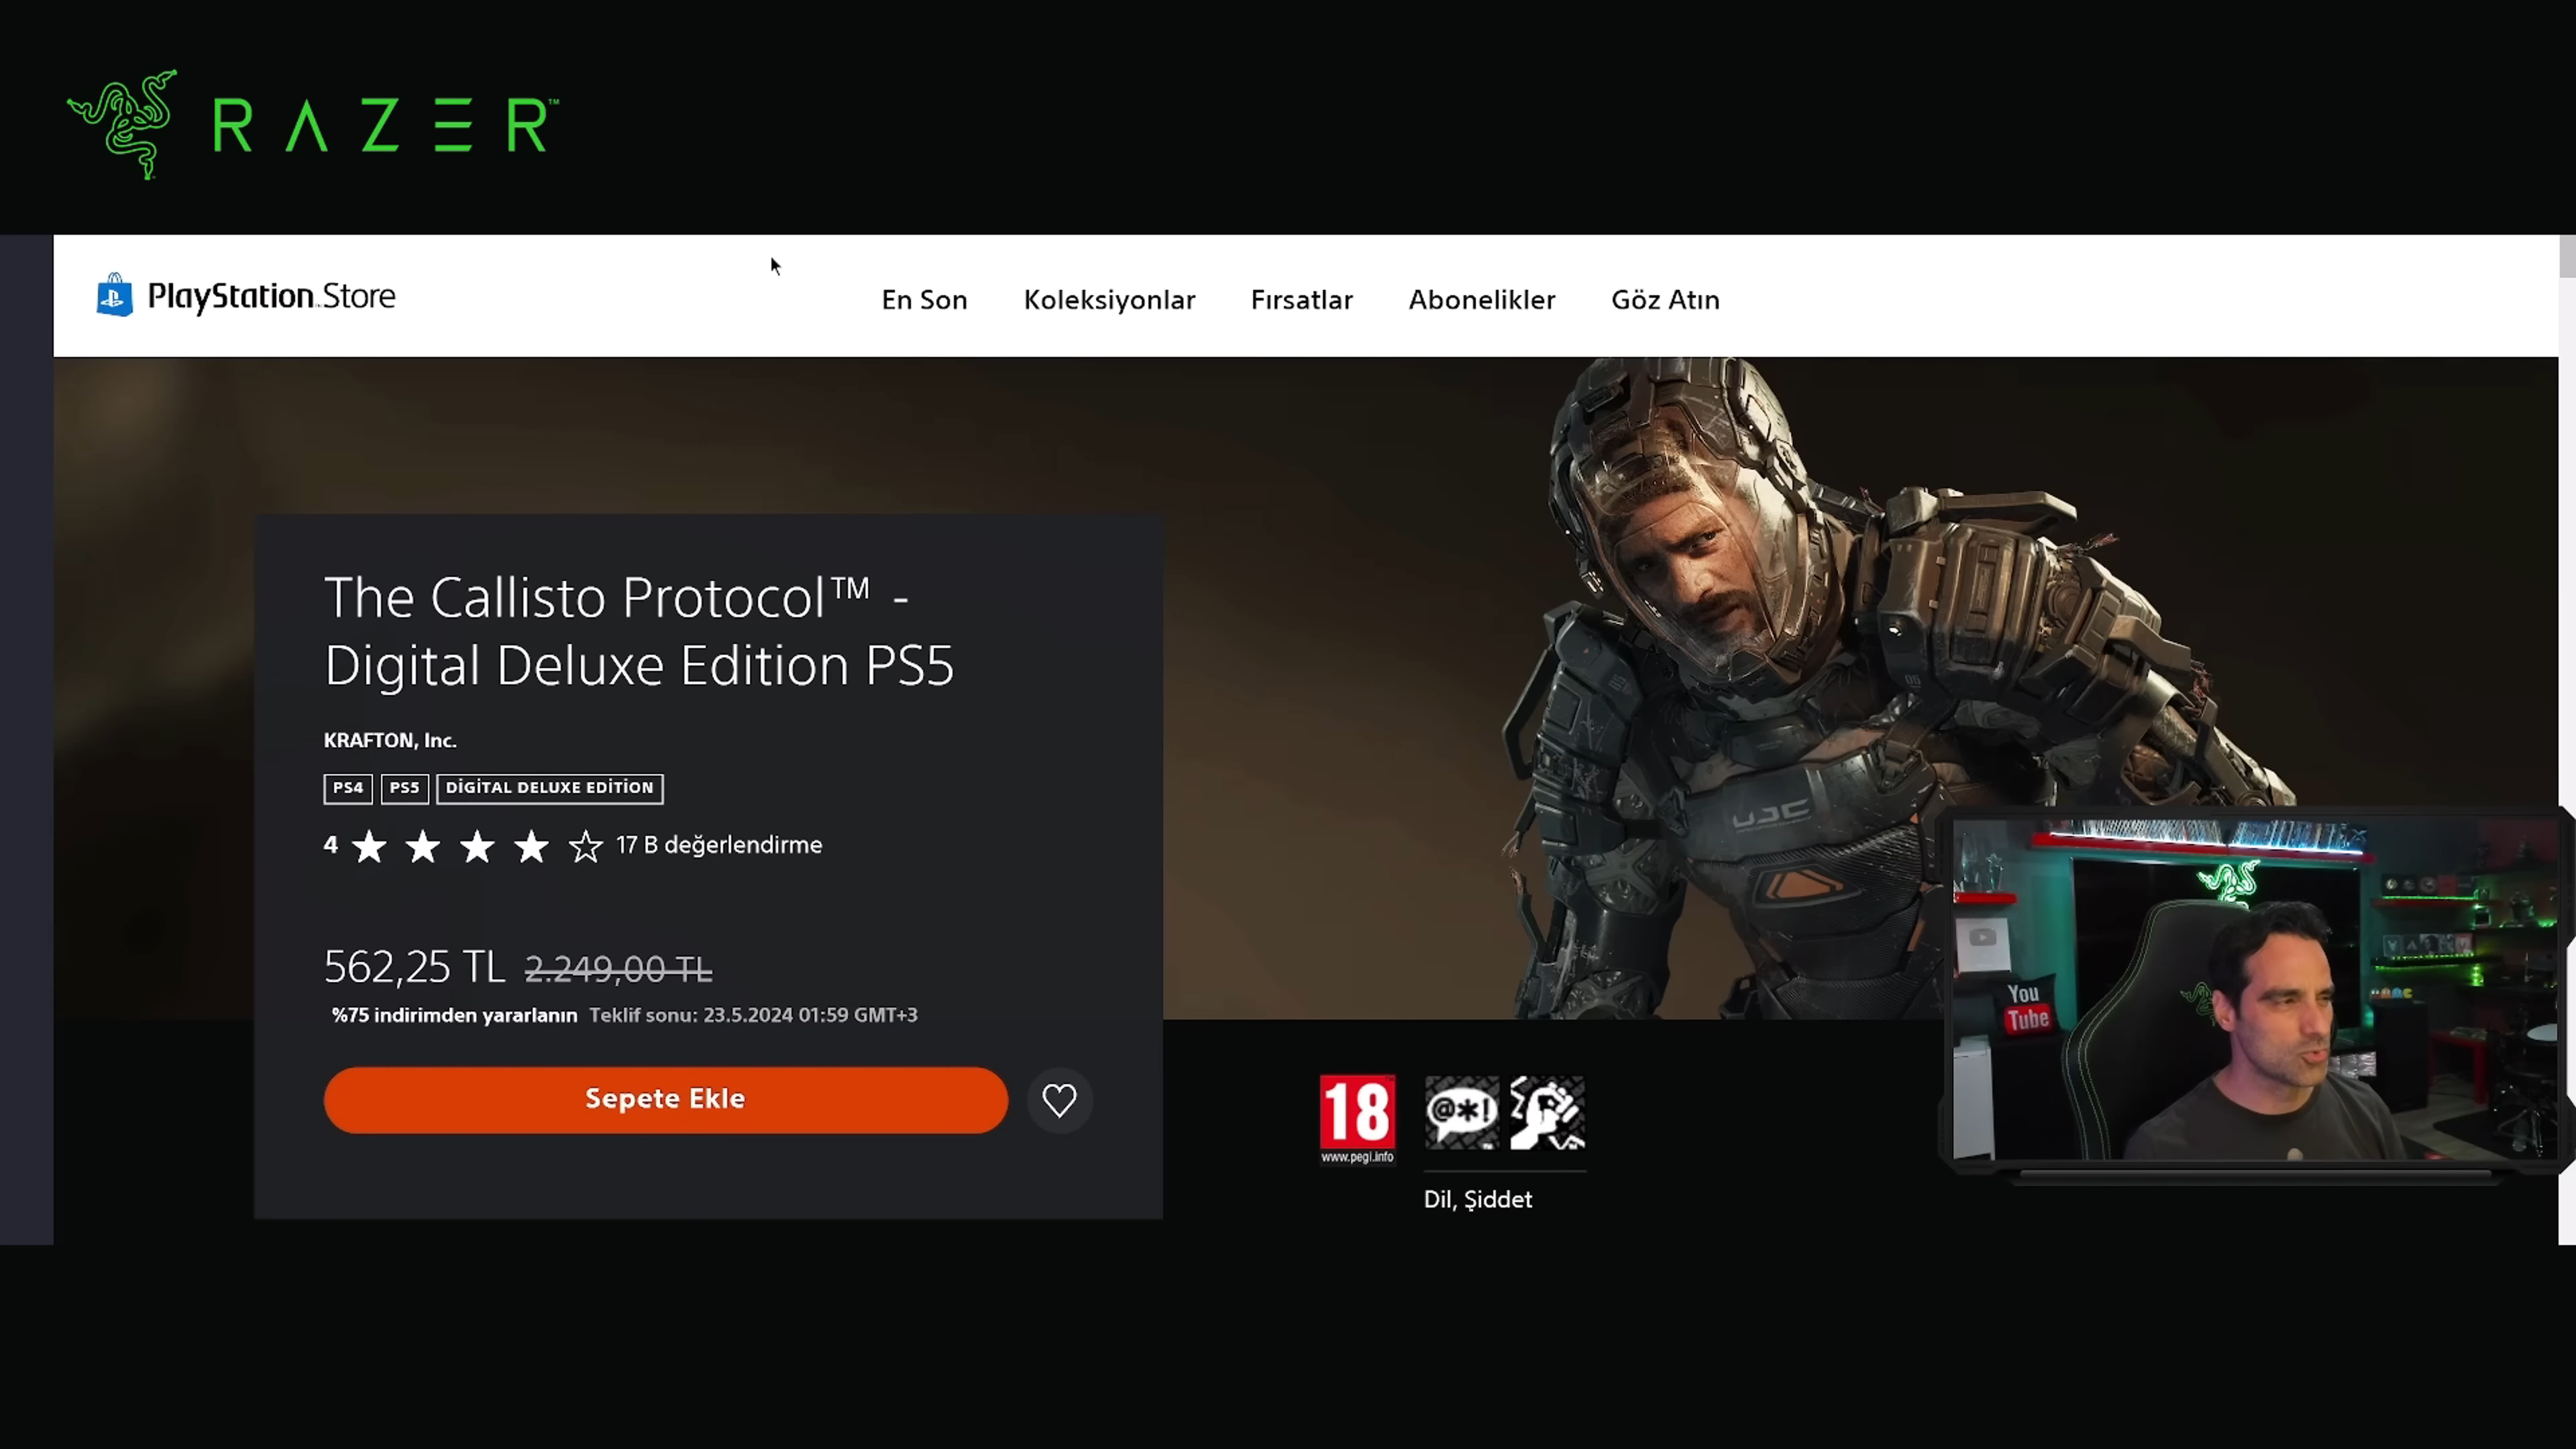 RAZER™
PlayStation Store
En Son Koleksiyonlar Fırsatlar Abonelikler Göz Atın
The Callisto Protocol™ -
Digital Deluxe Edition PS5
KRAFTON, Inc.
PS4 PS5 DİGİTAL DELUXE EDİTİON
4 17 B değerlendirme
562,25 TL 2.249,00 TL
%75 indirimden yararlanın Teklif sonu: 23.5.2024 01:59 GMT+3
Sepete Ekle
18
www.pegi.info
@*!
Dil, Şiddet
UJC
05
You
Tube